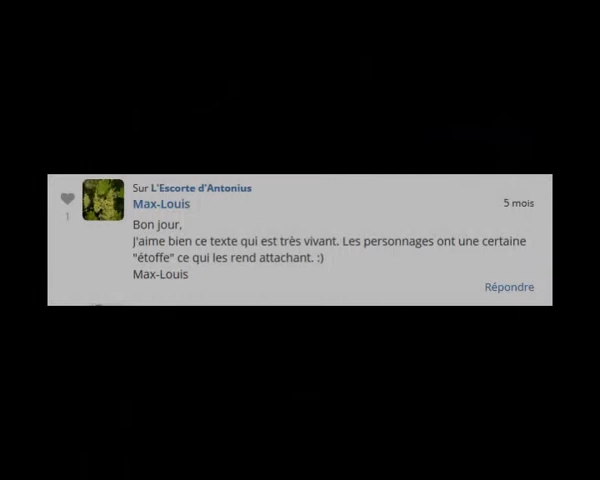 Sur L'Escorte d'Antonius
Max-Louis
5 mois
1
Bon jour,
J'aime bien ce texte qui est très vivant. Les personnages ont une certaine
"étoffe" ce qui les rend attachant. :)
Max-Louis
Répondre